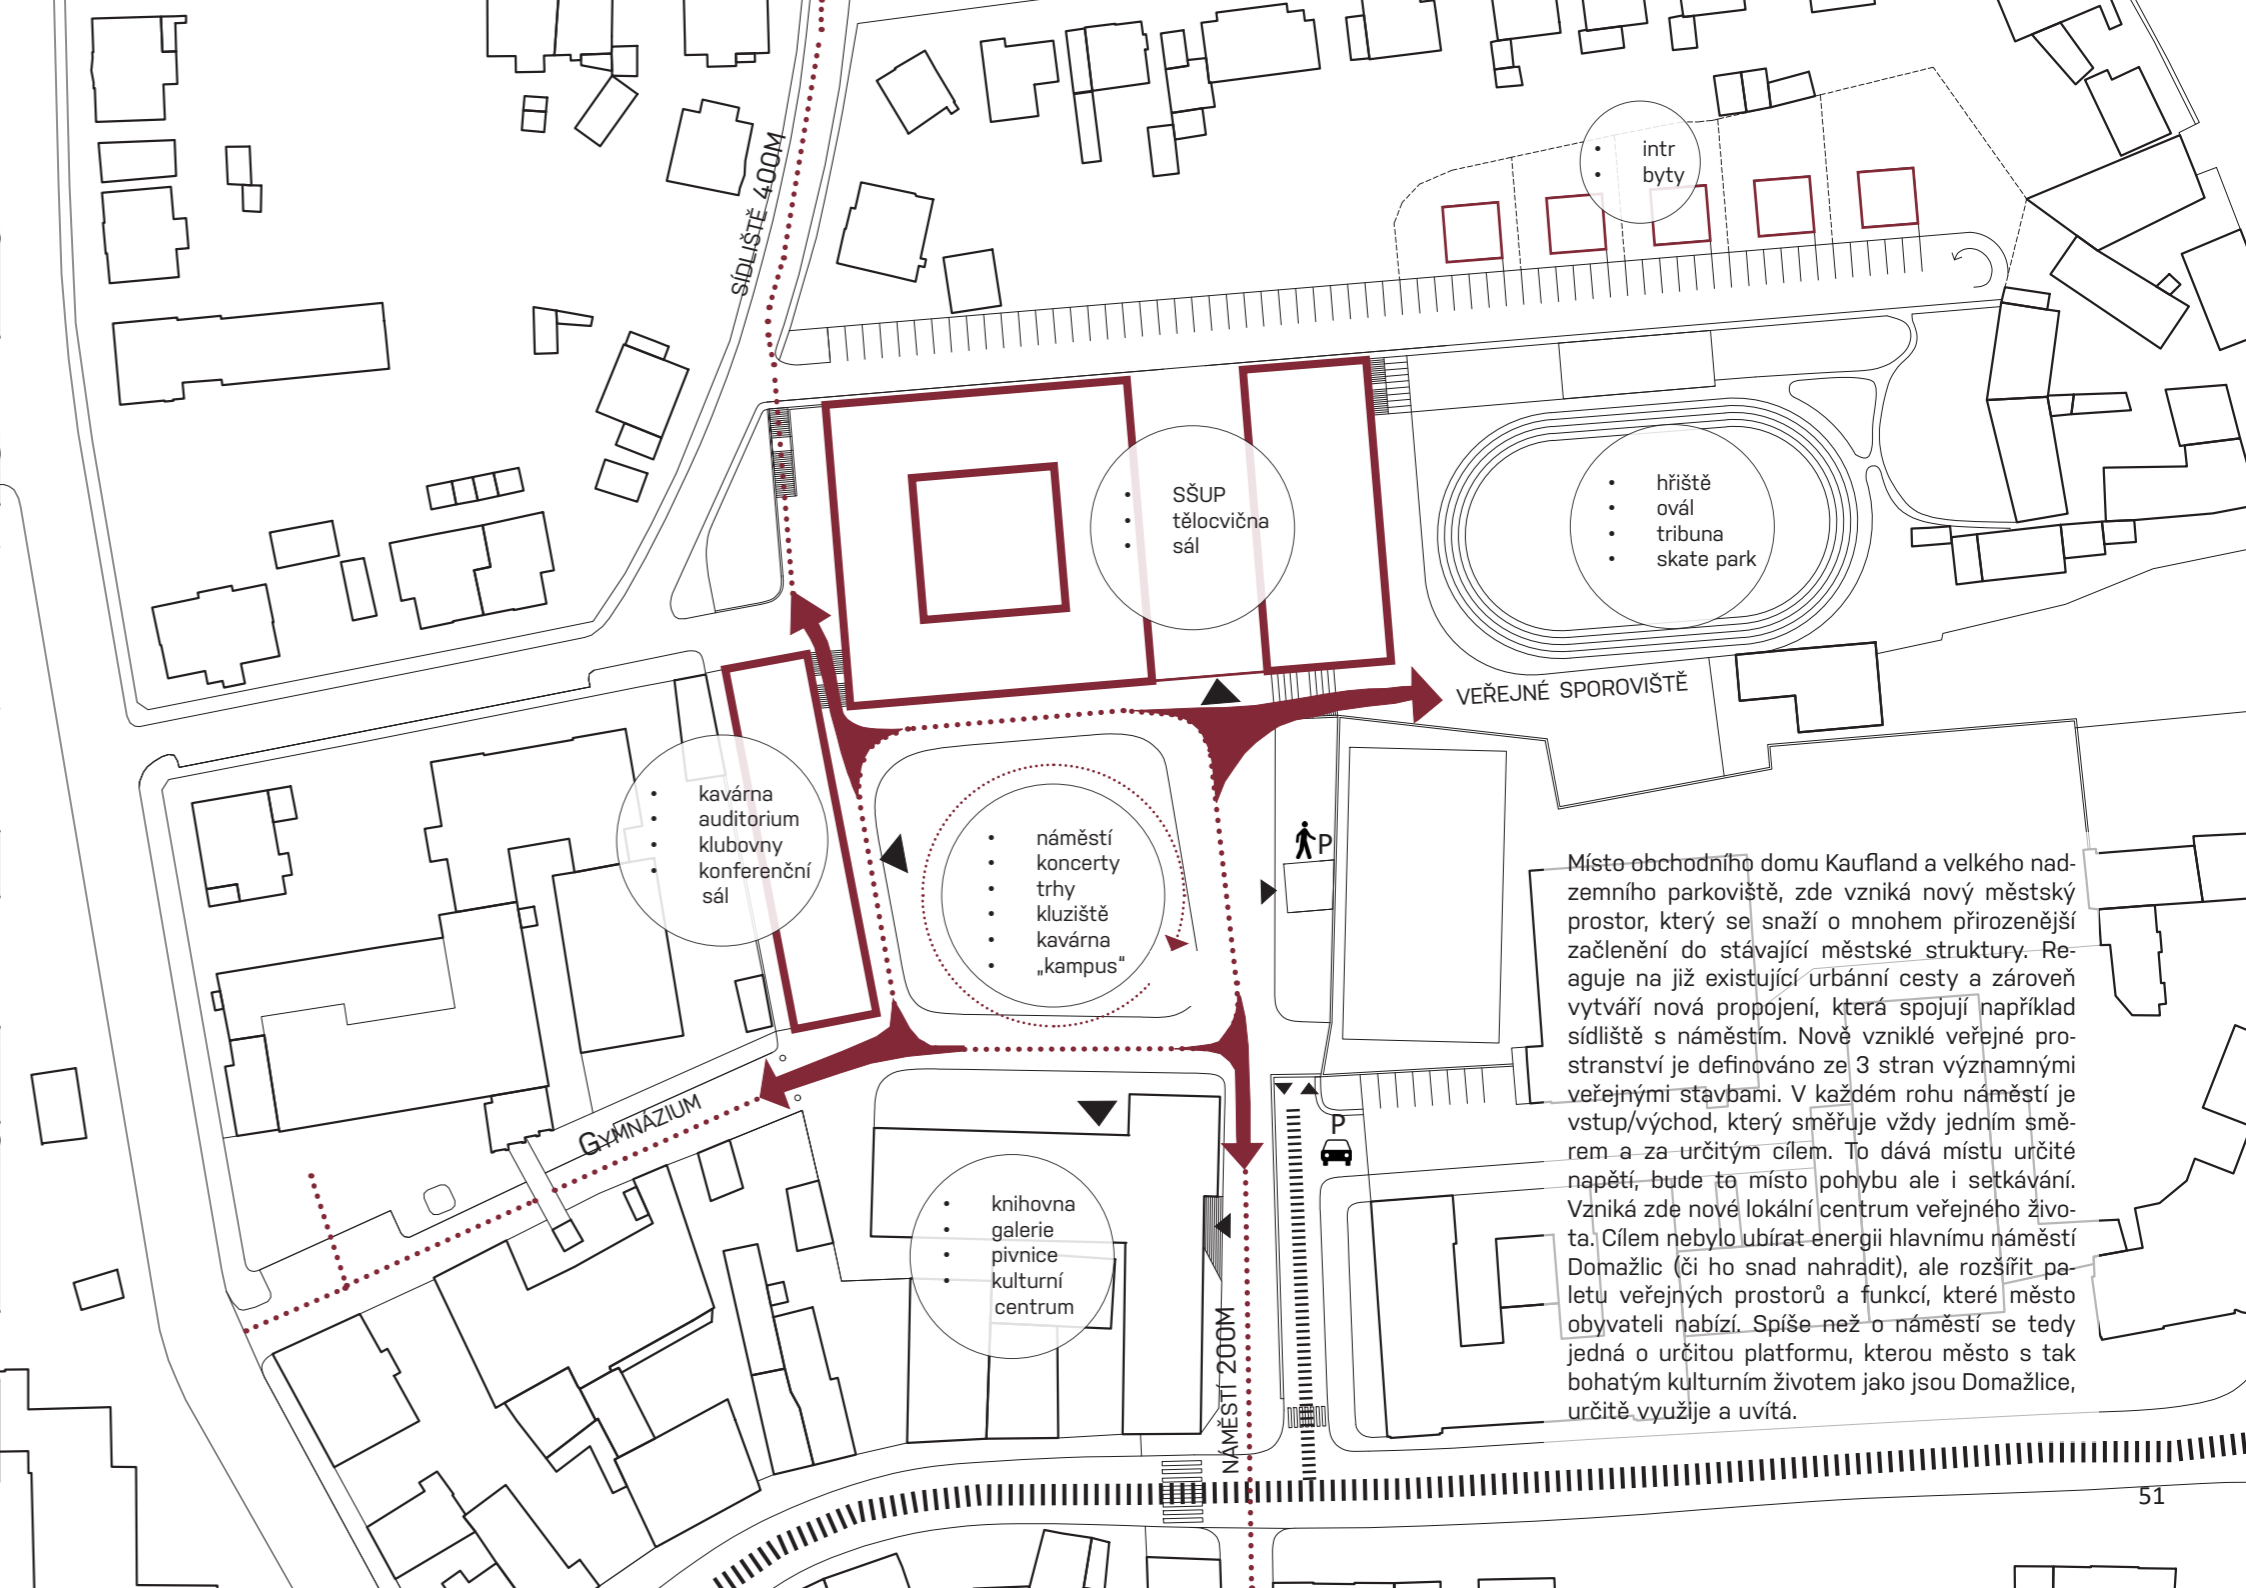 SÍDLIŠTĚ 400M
• intr
• byty
• SŠUP
• tělocvična
• sál
• hřiště
• ovál
• tribuna
• skate park
VEŘEJNÉ SPOROVIŠTĚ
• kavárna
• auditorium
• klubovny
• konferenční
sál
• náměstí
• koncerty
• trhy
• kluziště
• kavárna
• „kampus“
P
GYMNÁZIUM
P
• knihovna
• galerie
• pivnice
• kulturní
centrum
NÁMĚSTÍ 200M
Místo obchodního domu Kaufland a velkého nad-
zemního parkoviště, zde vzniká nový městský
prostor, který se snaží o mnohem přirozenější
začlenění do stávající městské struktury. Re-
aguje na již existující urbánní cesty a zároveň
vytváří nová propojení, která spojují například
sídliště s náměstím. Nově vzniklé veřejné pro-
stranství je definováno ze 3 stran významnými
veřejnými stavbami. V každém rohu náměstí je
vstup/východ, který směřuje vždy jedním smě-
rem a za určitým cílem. To dává místu určité
napětí, bude to místo pohybu ale i setkávání.
Vzniká zde nové lokální centrum veřejného živo-
ta. Cílem nebylo ubírat energii hlavnímu náměstí
Domažlic (či ho snad nahradit), ale rozšířit pa-
letu veřejných prostorů a funkcí, které město
obyvateli nabízí. Spíše než o náměstí se tedy
jedná o určitou platformu, kterou město s tak
bohatým kulturním životem jako jsou Domažlice,
určitě využije a uvítá.
51